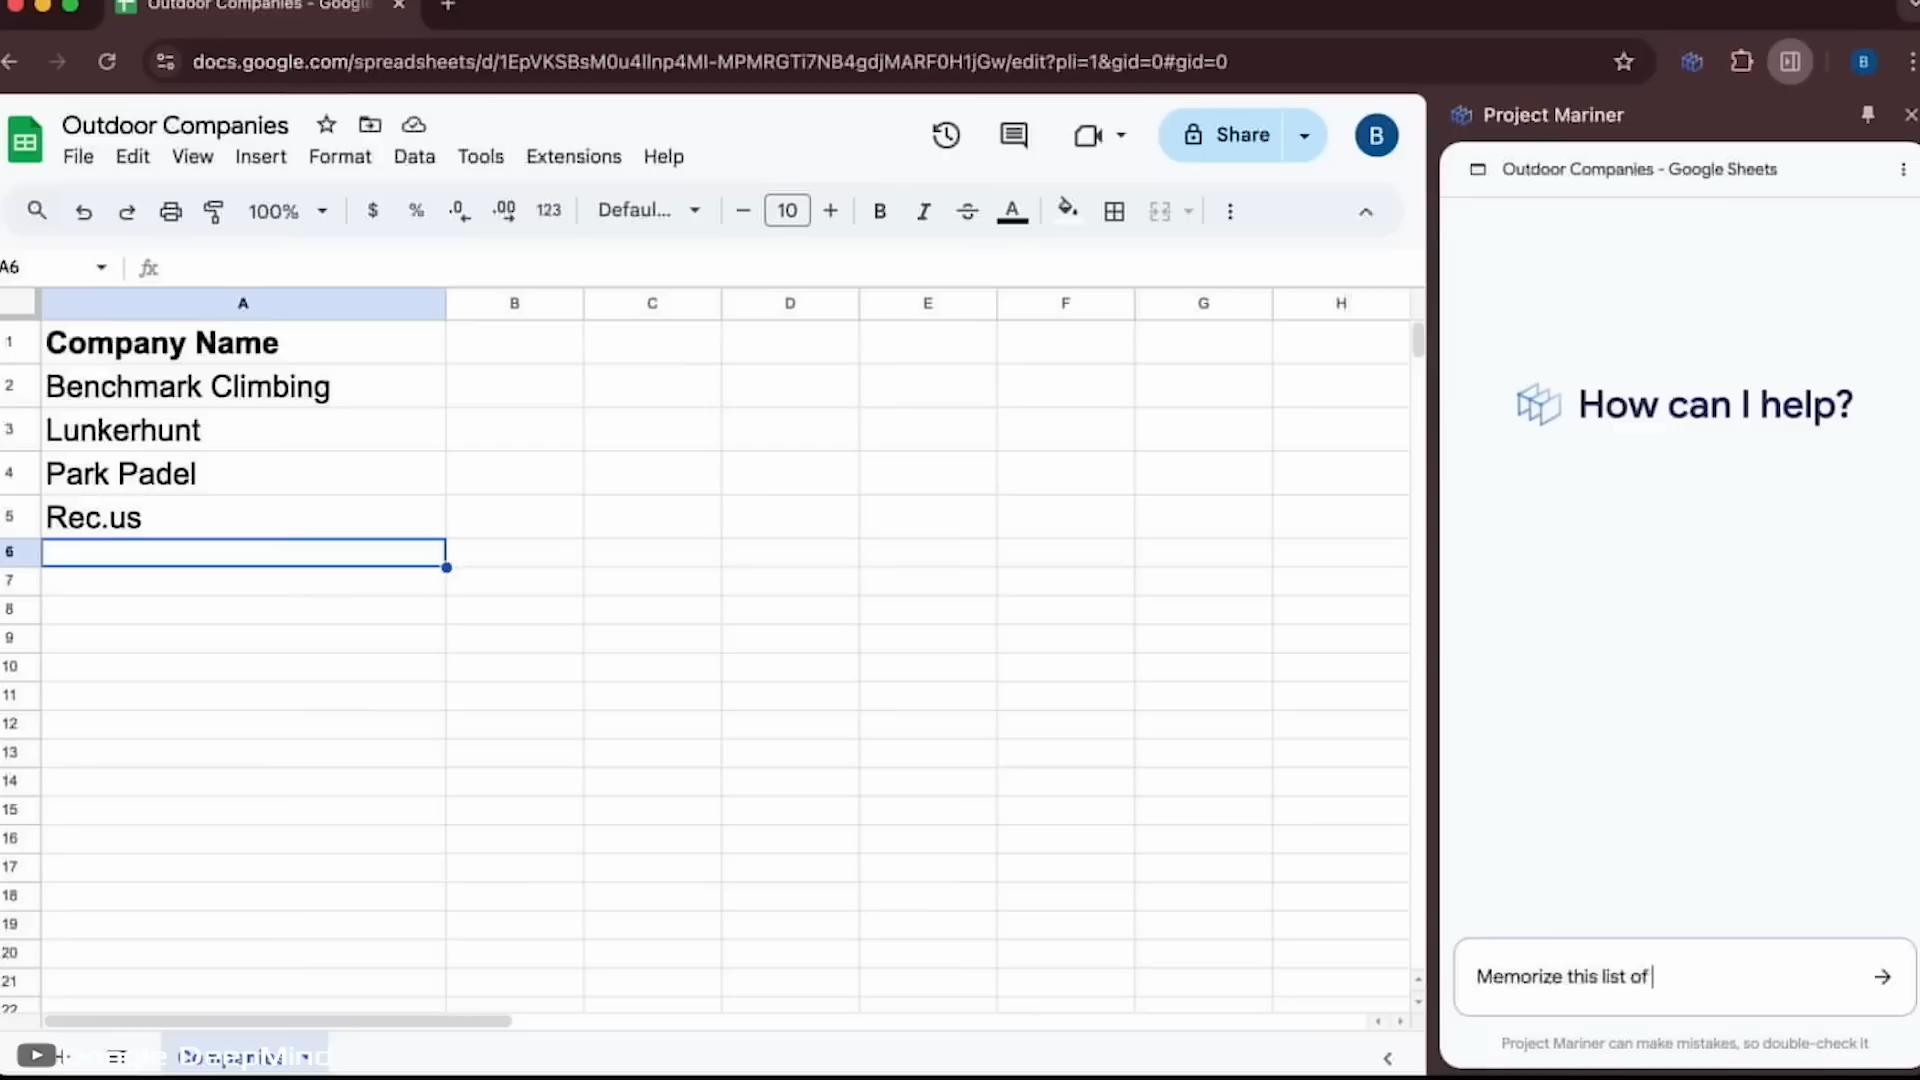 Outdoor Companies - Google
docs.google.com/spreadsheets/d/1EpVKSBsM0u4lInp4MI-MPMRGTi7NB4gdjMARF0H1jGw/edit?pli=1&gid=0#gid=0
B
Outdoor Companies
File Edit View Insert Format Data Tools Extensions Help
Share
B
100% $ % .0 .00 123 Defaul... 10 B I S A
A6 fx
A B C D E F G H
1 Company Name
2 Benchmark Climbing
3 Lunkerhunt
4 Park Padel
5 Rec.us
6
7
8
9
10
11
12
13
14
15
16
17
18
19
20
21
22
DeepMind
Project Mariner
Outdoor Companies - Google Sheets
How can I help?
Memorize this list of
Project Mariner can make mistakes, so double-check it